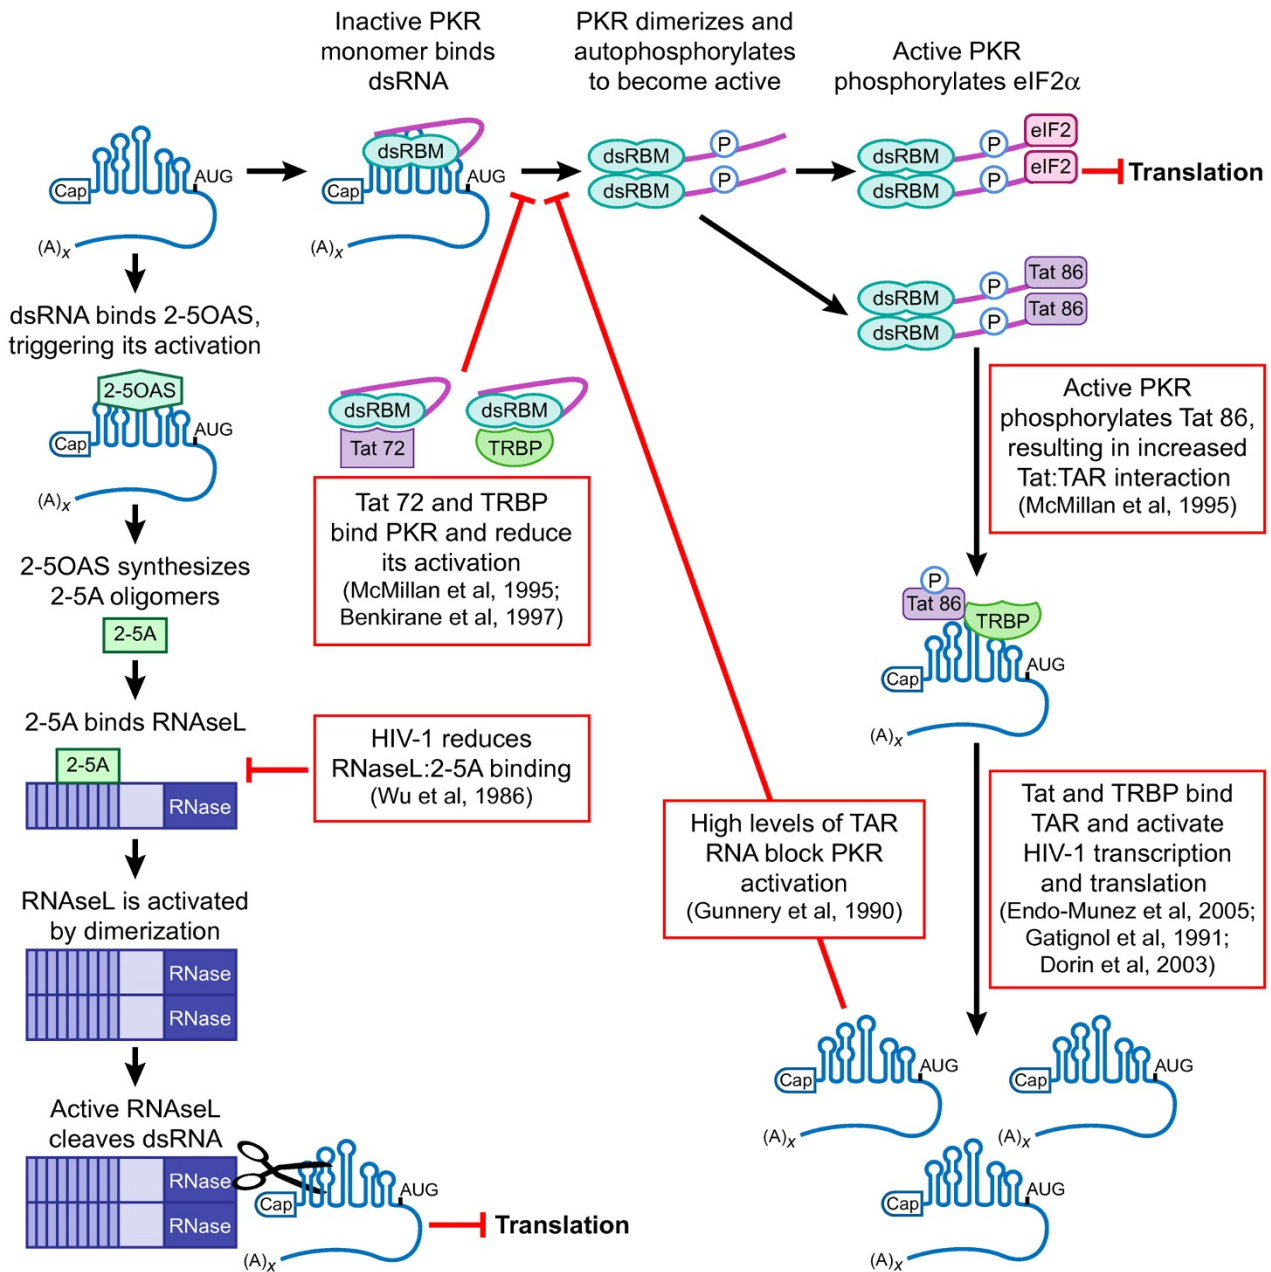 Inactive PKR
monomer binds
dsRNA
PKR dimerizes and
autophosphorylates
to become active
Active PKR
phosphorylates eIF2α
Cap
AUG
(A)x
dsRBM
Cap
AUG
(A)x
dsRBM
dsRBM
P
P
dsRBM
dsRBM
P
P
eIF2
eIF2
Translation
dsRBM
dsRBM
P
P
Tat 86
Tat 86
dsRNA binds 2-5OAS,
triggering its activation
2-5OAS
Cap
AUG
(A)x
2-5OAS synthesizes
2-5A oligomers
2-5A
2-5A binds RNAseL
2-5A
RNase
RNAseL is activated
by dimerization
RNase
RNase
Active RNAseL
cleaves dsRNA
RNase
RNase
Cap
AUG
(A)x
Translation
dsRBM
Tat 72
dsRBM
TRBP
Tat 72 and TRBP
bind PKR and reduce
its activation
(McMillan et al, 1995;
Benkirane et al, 1997)
HIV-1 reduces
RNaseL:2-5A binding
(Wu et al, 1986)
High levels of TAR
RNA block PKR
activation
(Gunnery et al, 1990)
Active PKR
phosphorylates Tat 86,
resulting in increased
Tat:TAR interaction
(McMillan et al, 1995)
P
Tat 86
TRBP
Cap
AUG
(A)x
Tat and TRBP bind
TAR and activate
HIV-1 transcription
and translation
(Endo-Munez et al, 2005;
Gatignol et al, 1991;
Dorin et al, 2003)
Cap
AUG
(A)x
Cap
AUG
(A)x
Cap
AUG
(A)x